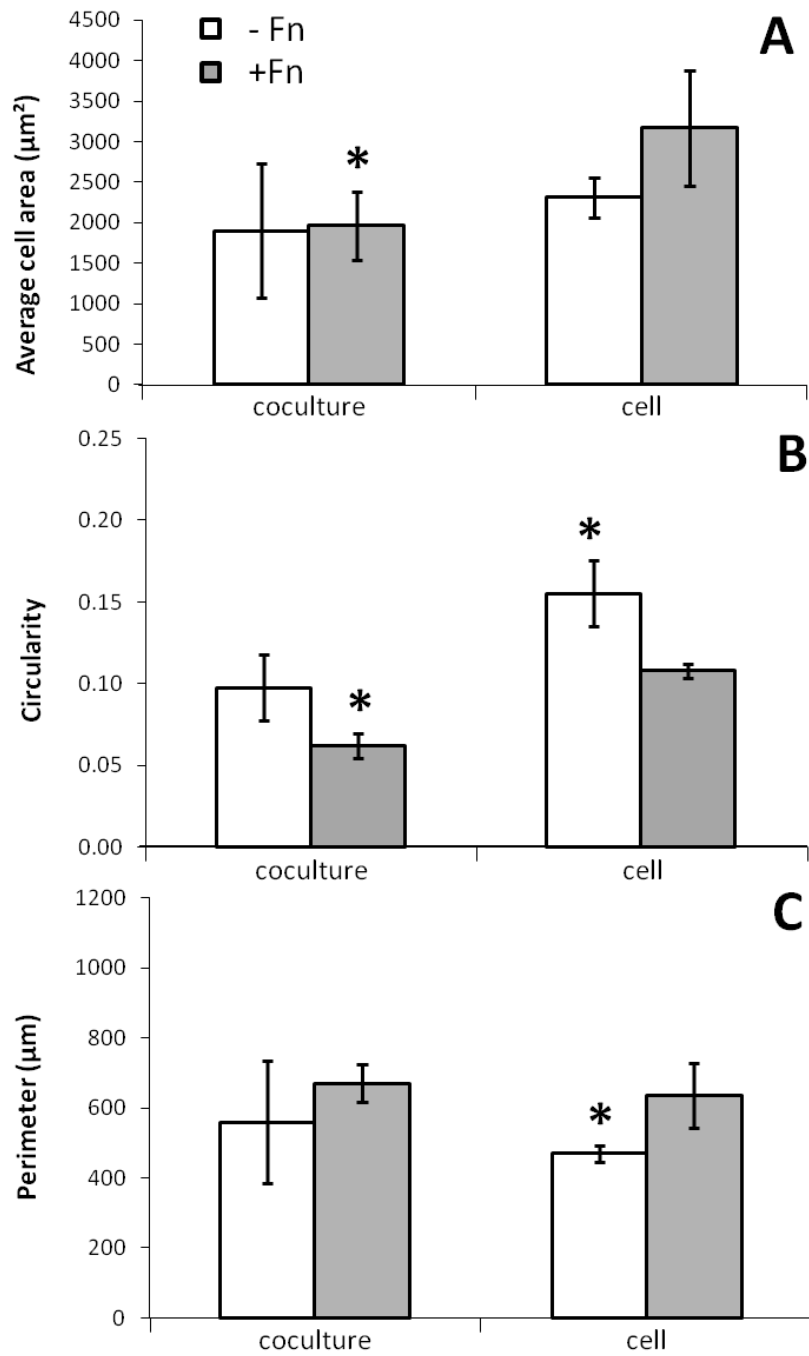 A
- Fn
+Fn
*
Average cell area (µm²)
4500
4000
3500
3000
2500
2000
1500
1000
500
0
coculture cell
B
*
*
Circularity
0.25
0.20
0.15
0.10
0.05
0.00
coculture cell
C
*
Perimeter (µm)
1200
1000
800
600
400
200
0
coculture cell